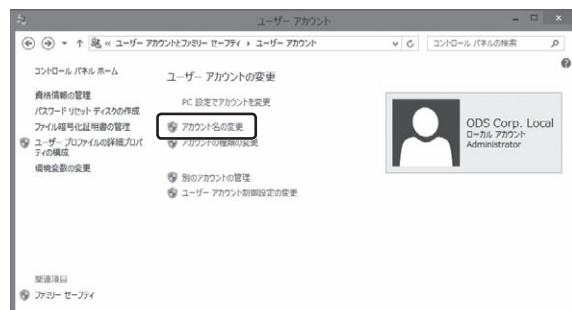 ユーザー アカウント
« ユーザー アカウントとファミリー セーフティ › ユーザー アカウント
コントロール パネルの検索
コントロール パネル ホーム
資格情報の管理
パスワード リセット ディスクの作成
ファイル暗号化証明書の管理
ユーザー プロファイルの詳細プロパ
ティの構成
環境変数の変更
関連項目
ファミリー セーフティ
ユーザー アカウントの変更
PC 設定でアカウントを変更
アカウント名の変更
アカウントの種類の変更
別のアカウントの管理
ユーザー アカウント制御設定の変更
ODS Corp. Local
ローカル アカウント
Administrator